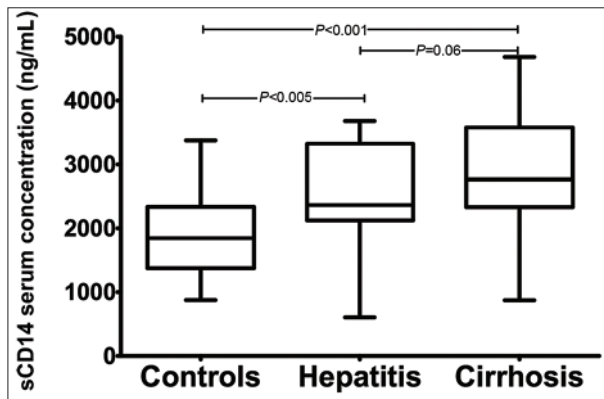 sCD14 serum concentration (ng/mL)
5000
4000
3000
2000
1000
0
P<0.001
P=0.06
P<0.005
Controls Hepatitis Cirrhosis